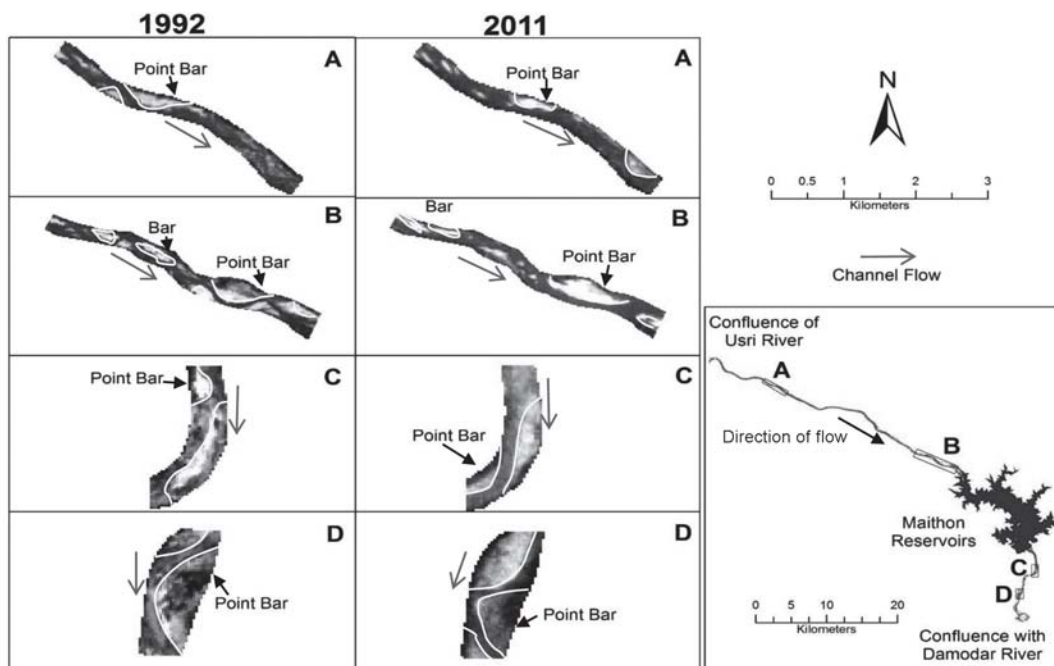 1992
2011
A
Point Bar
A
Point Bar
B
Bar
Point Bar
B
Bar
Point Bar
C
Point Bar
C
Point Bar
D
Point Bar
D
Point Bar
N
0 0.5 1 2 3
Kilometers
Channel Flow
Confluence of
Usri River
A
Direction of flow
B
Maithon
Reservoirs
C
D
0 5 10 20
Kilometers
Confluence with
Damodar River